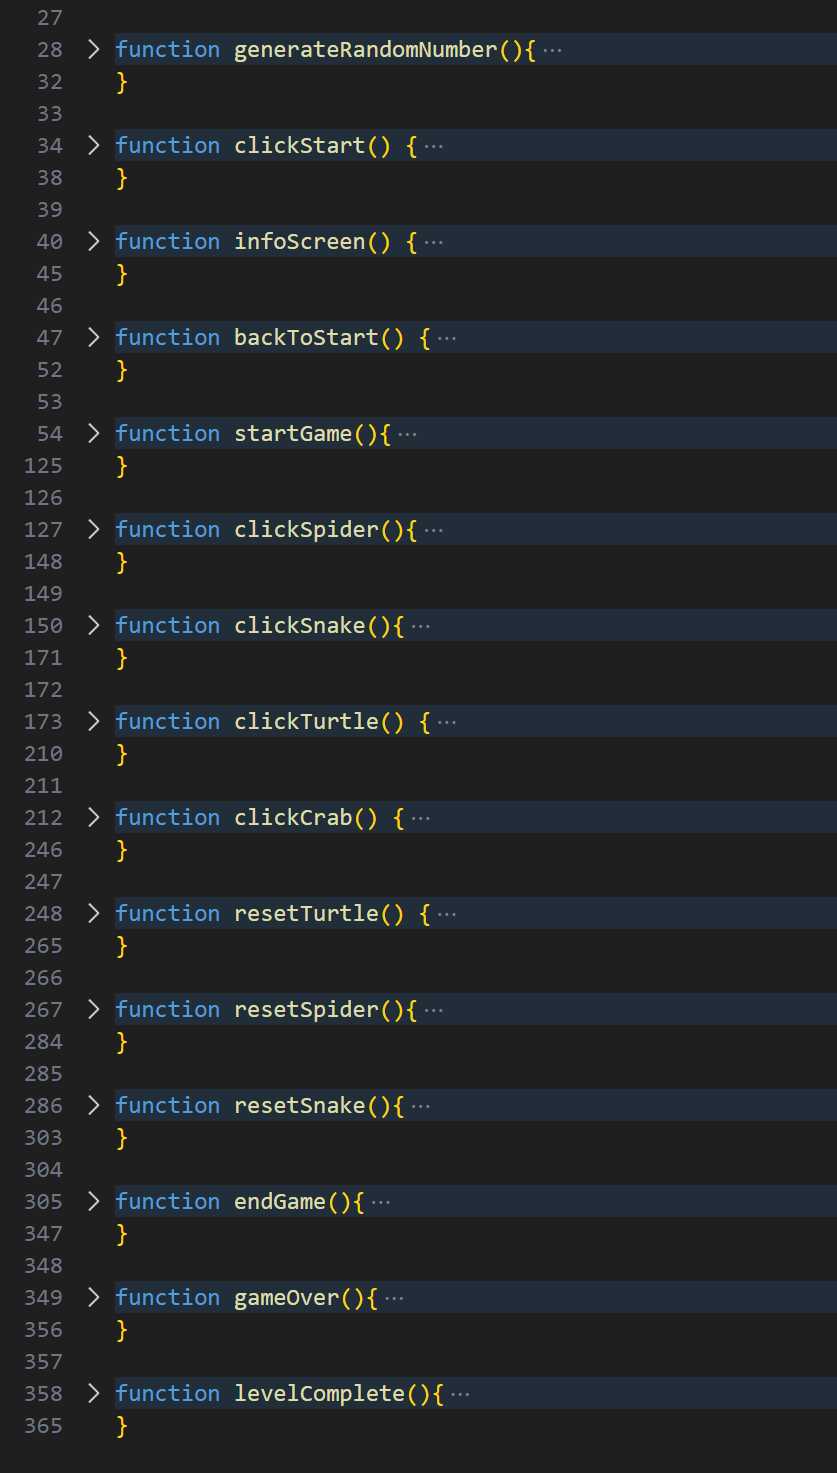 27
28 > function generateRandomNumber(){ ···
32 }
33
34 > function clickStart() { ···
38 }
39
40 > function infoScreen() { ···
45 }
46
47 > function backToStart() { ···
52 }
53
54 > function startGame(){ ···
125 }
126
127 > function clickSpider(){ ···
148 }
149
150 > function clickSnake(){ ···
171 }
172
173 > function clickTurtle() { ···
210 }
211
212 > function clickCrab() { ···
246 }
247
248 > function resetTurtle() { ···
265 }
266
267 > function resetSpider(){ ···
284 }
285
286 > function resetSnake(){ ···
303 }
304
305 > function endGame(){ ···
347 }
348
349 > function gameOver(){ ···
356 }
357
358 > function levelComplete(){ ···
365 }